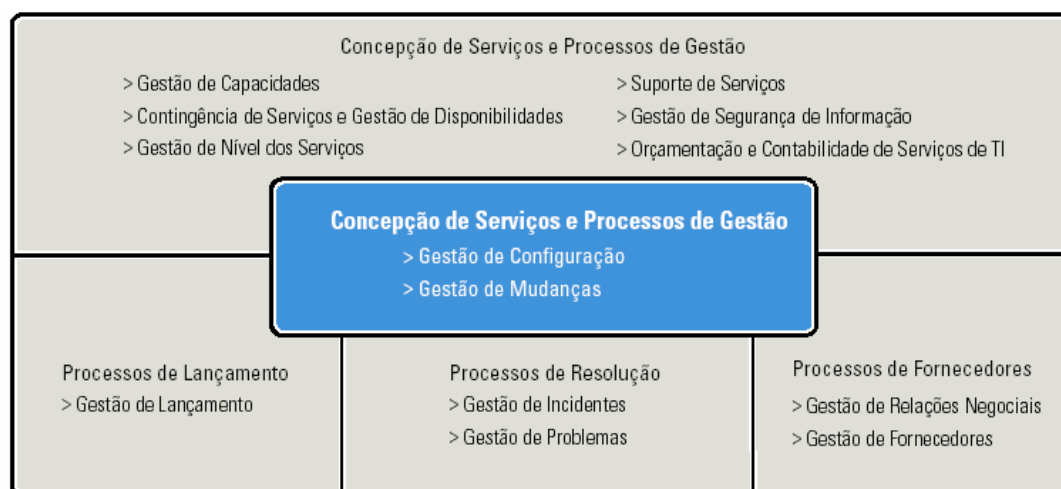 Concepção de Serviços e Processos de Gestão
> Gestão de Capacidades
> Contingência de Serviços e Gestão de Disponibilidades
> Gestão de Nível dos Serviços
> Suporte de Serviços
> Gestão de Segurança de Informação
> Orçamentação e Contabilidade de Serviços de TI
Concepção de Serviços e Processos de Gestão
> Gestão de Configuração
> Gestão de Mudanças
Processos de Lançamento
> Gestão de Lançamento
Processos de Resolução
> Gestão de Incidentes
> Gestão de Problemas
Processos de Fornecedores
> Gestão de Relações Negociais
> Gestão de Fornecedores